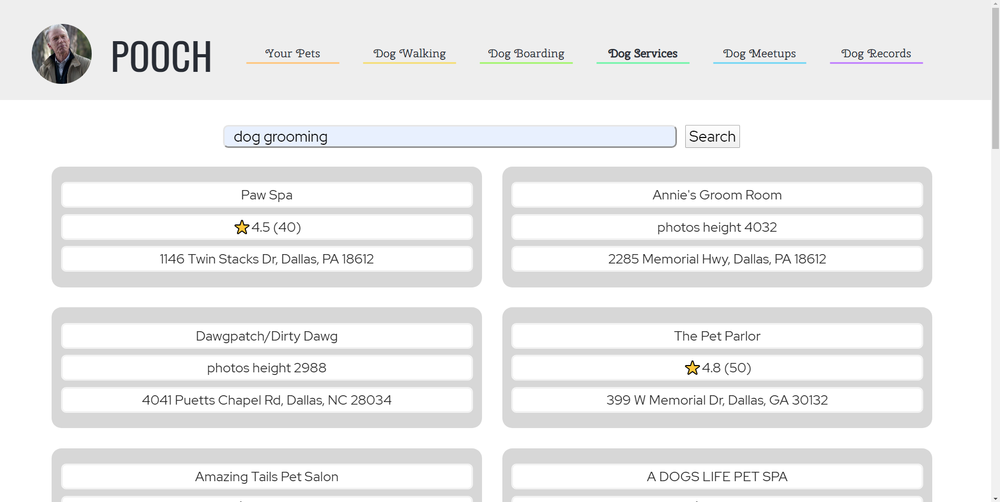 POOCH
Your Pets
Dog Walking
Dog Boarding
Dog Services
Dog Meetups
Dog Records
dog grooming
Search
Paw Spa
4.5 (40)
1146 Twin Stacks Dr, Dallas, PA 18612
Annie's Groom Room
photos height 4032
2285 Memorial Hwy, Dallas, PA 18612
Dawgpatch/Dirty Dawg
photos height 2988
4041 Puetts Chapel Rd, Dallas, NC 28034
The Pet Parlor
4.8 (50)
399 W Memorial Dr, Dallas, GA 30132
Amazing Tails Pet Salon
A DOGS LIFE PET SPA